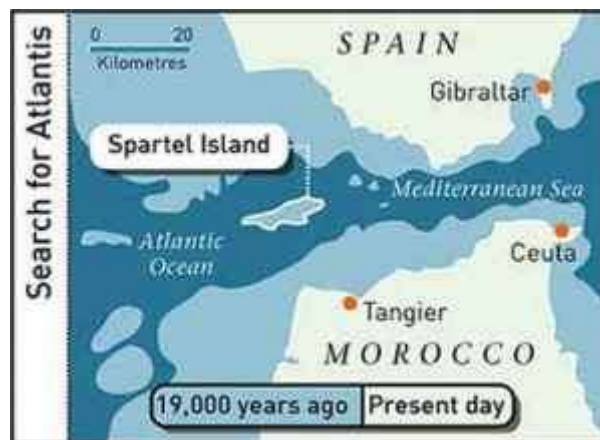 Search for Atlantis
0 20
Kilometres
SPAIN
Gibraltar
Spartel Island
Mediterranean Sea
Atlantic
Ocean
Ceuta
Tangier
MOROCCO
19,000 years ago Present day